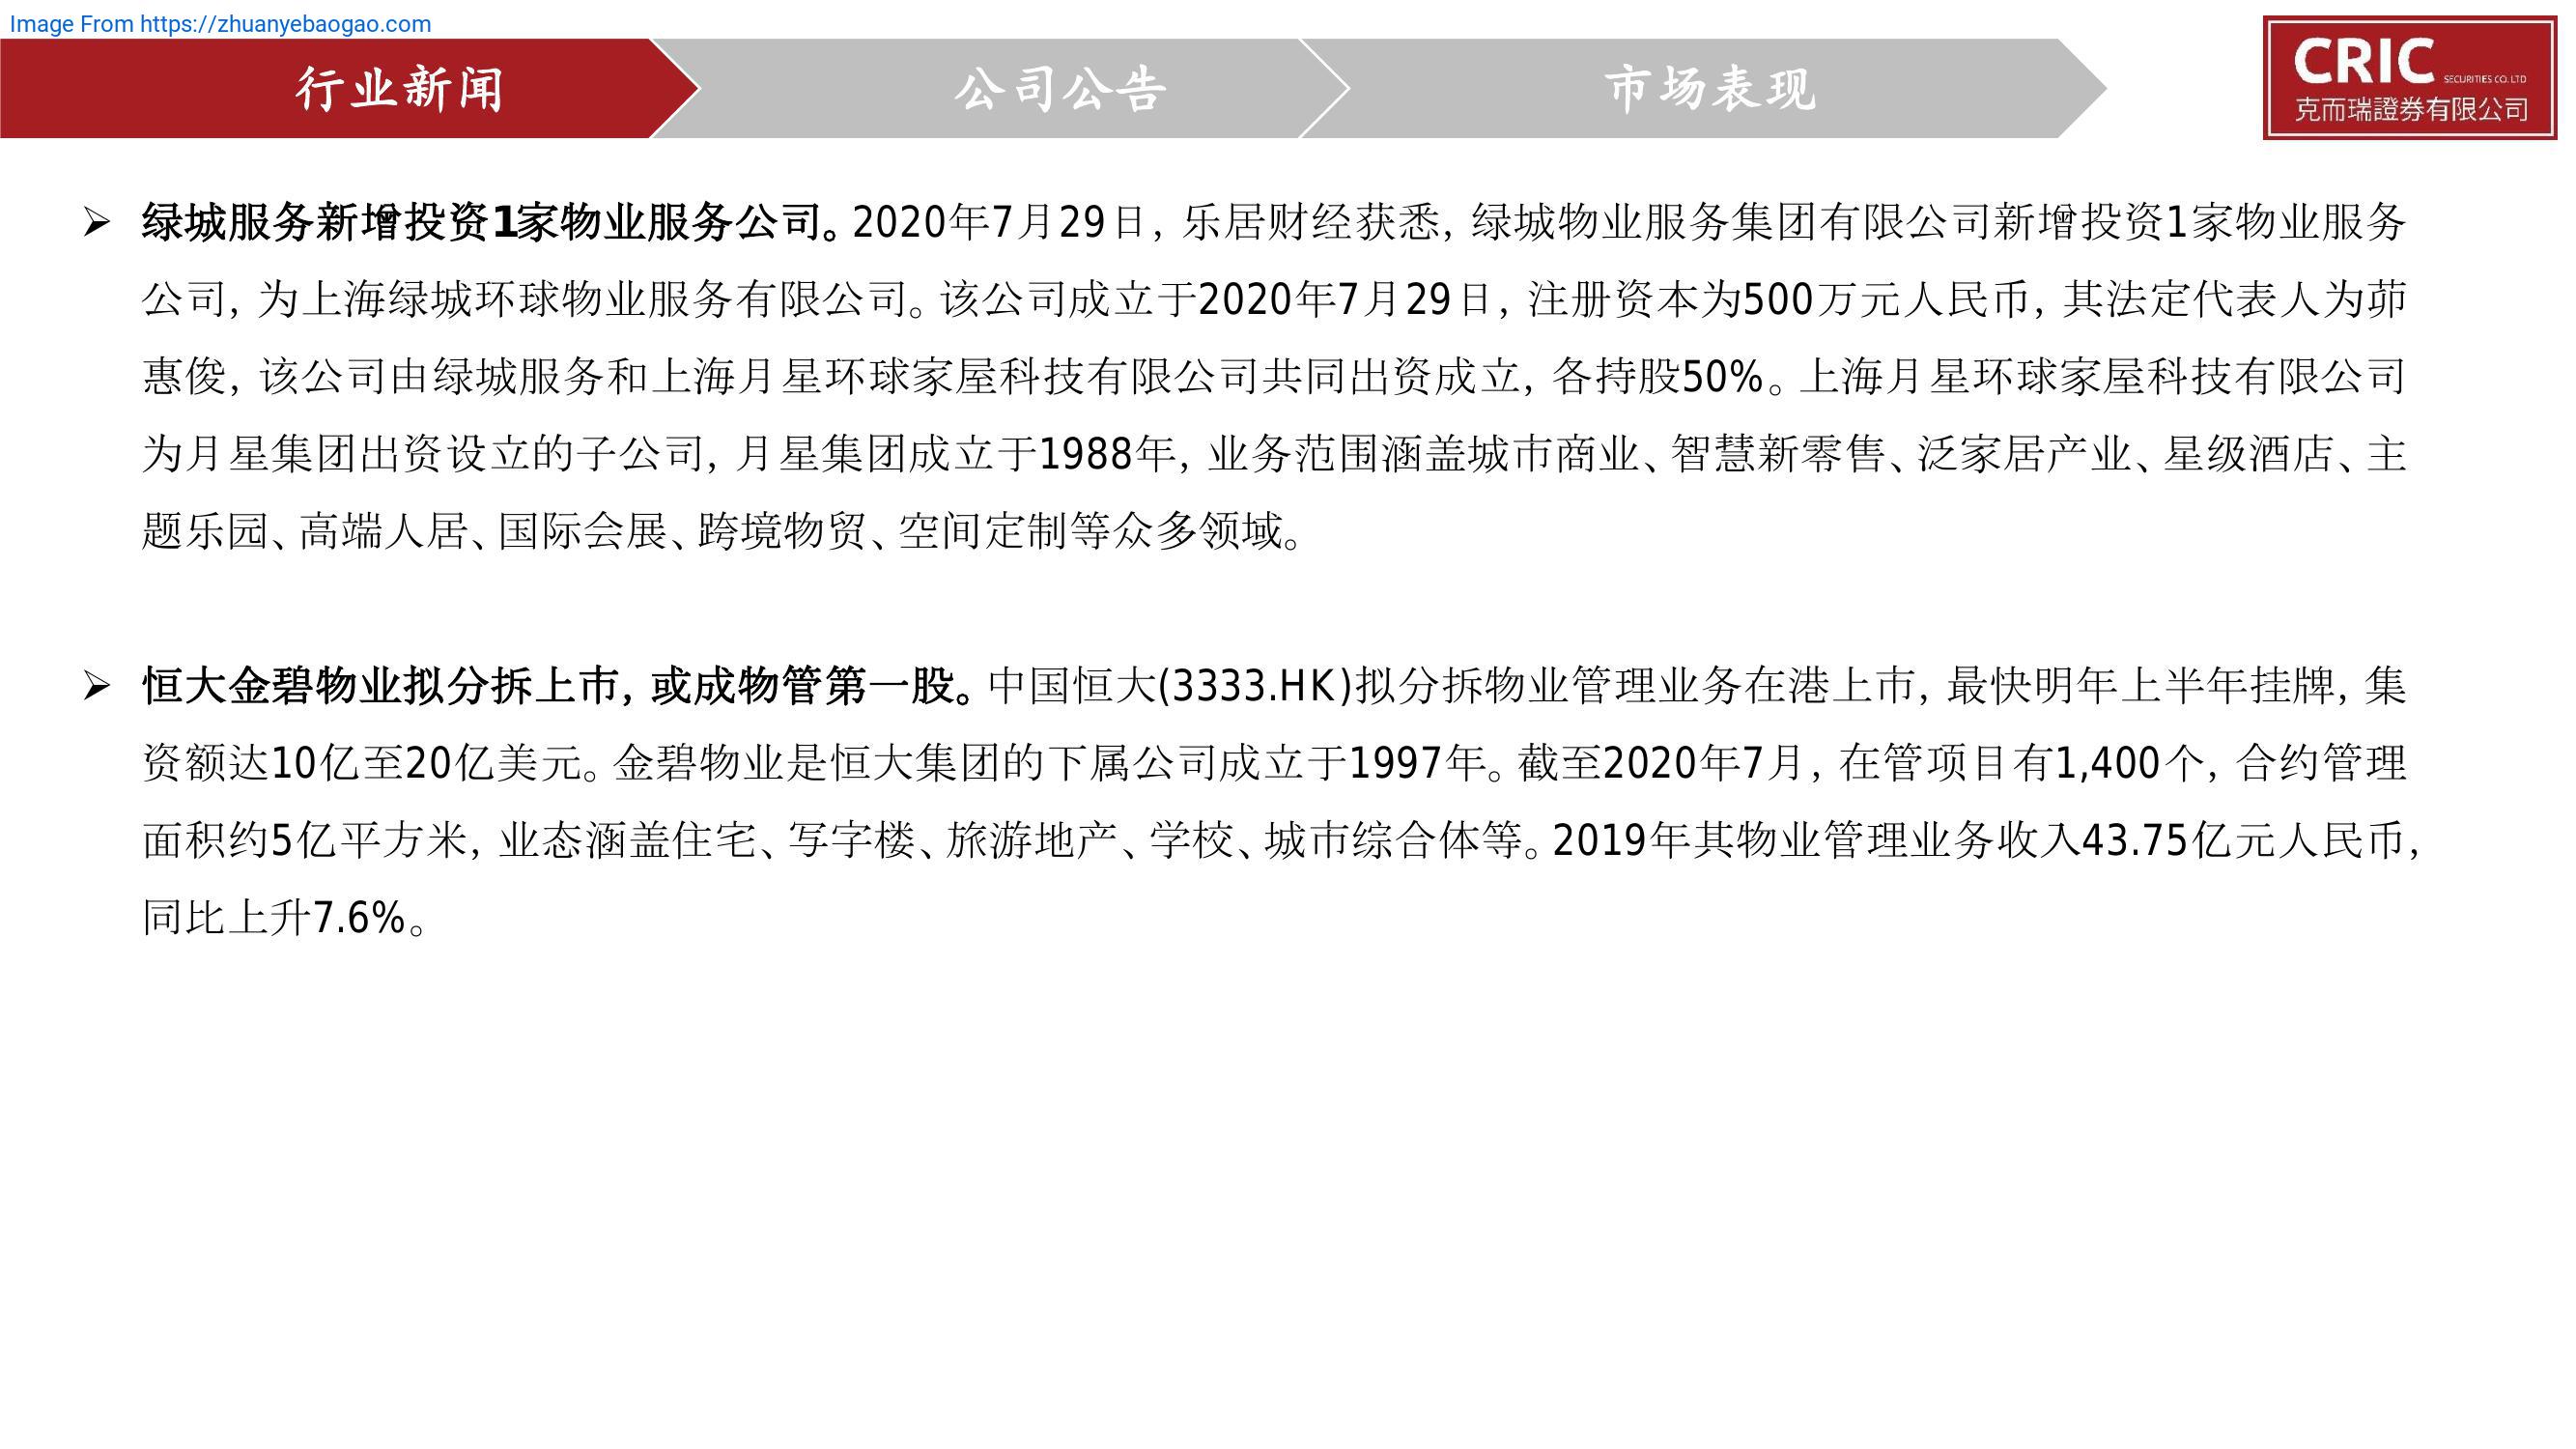 Image From https://zhuanyebaogao.com
行业新闻
公司公告
市场表现
CRIC SECURITIES CO. LTD
克而瑞證券有限公司
➢ 绿城服务新增投资1家物业服务公司。2020年7月29日，乐居财经获悉，绿城物业服务集团有限公司新增投资1家物业服务
公司，为上海绿城环球物业服务有限公司。该公司成立于2020年7月29日，注册资本为500万元人民币，其法定代表人为茆
惠俊，该公司由绿城服务和上海月星环球家屋科技有限公司共同出资成立，各持股50%。上海月星环球家屋科技有限公司
为月星集团出资设立的子公司，月星集团成立于1988年，业务范围涵盖城市商业、智慧新零售、泛家居产业、星级酒店、主
题乐园、高端人居、国际会展、跨境物贸、空间定制等众多领域。
➢ 恒大金碧物业拟分拆上市，或成物管第一股。中国恒大(3333.HK)拟分拆物业管理业务在港上市，最快明年上半年挂牌，集
资额达10亿至20亿美元。金碧物业是恒大集团的下属公司成立于1997年。截至2020年7月，在管项目有1,400个，合约管理
面积约5亿平方米，业态涵盖住宅、写字楼、旅游地产、学校、城市综合体等。2019年其物业管理业务收入43.75亿元人民币，
同比上升7.6%。